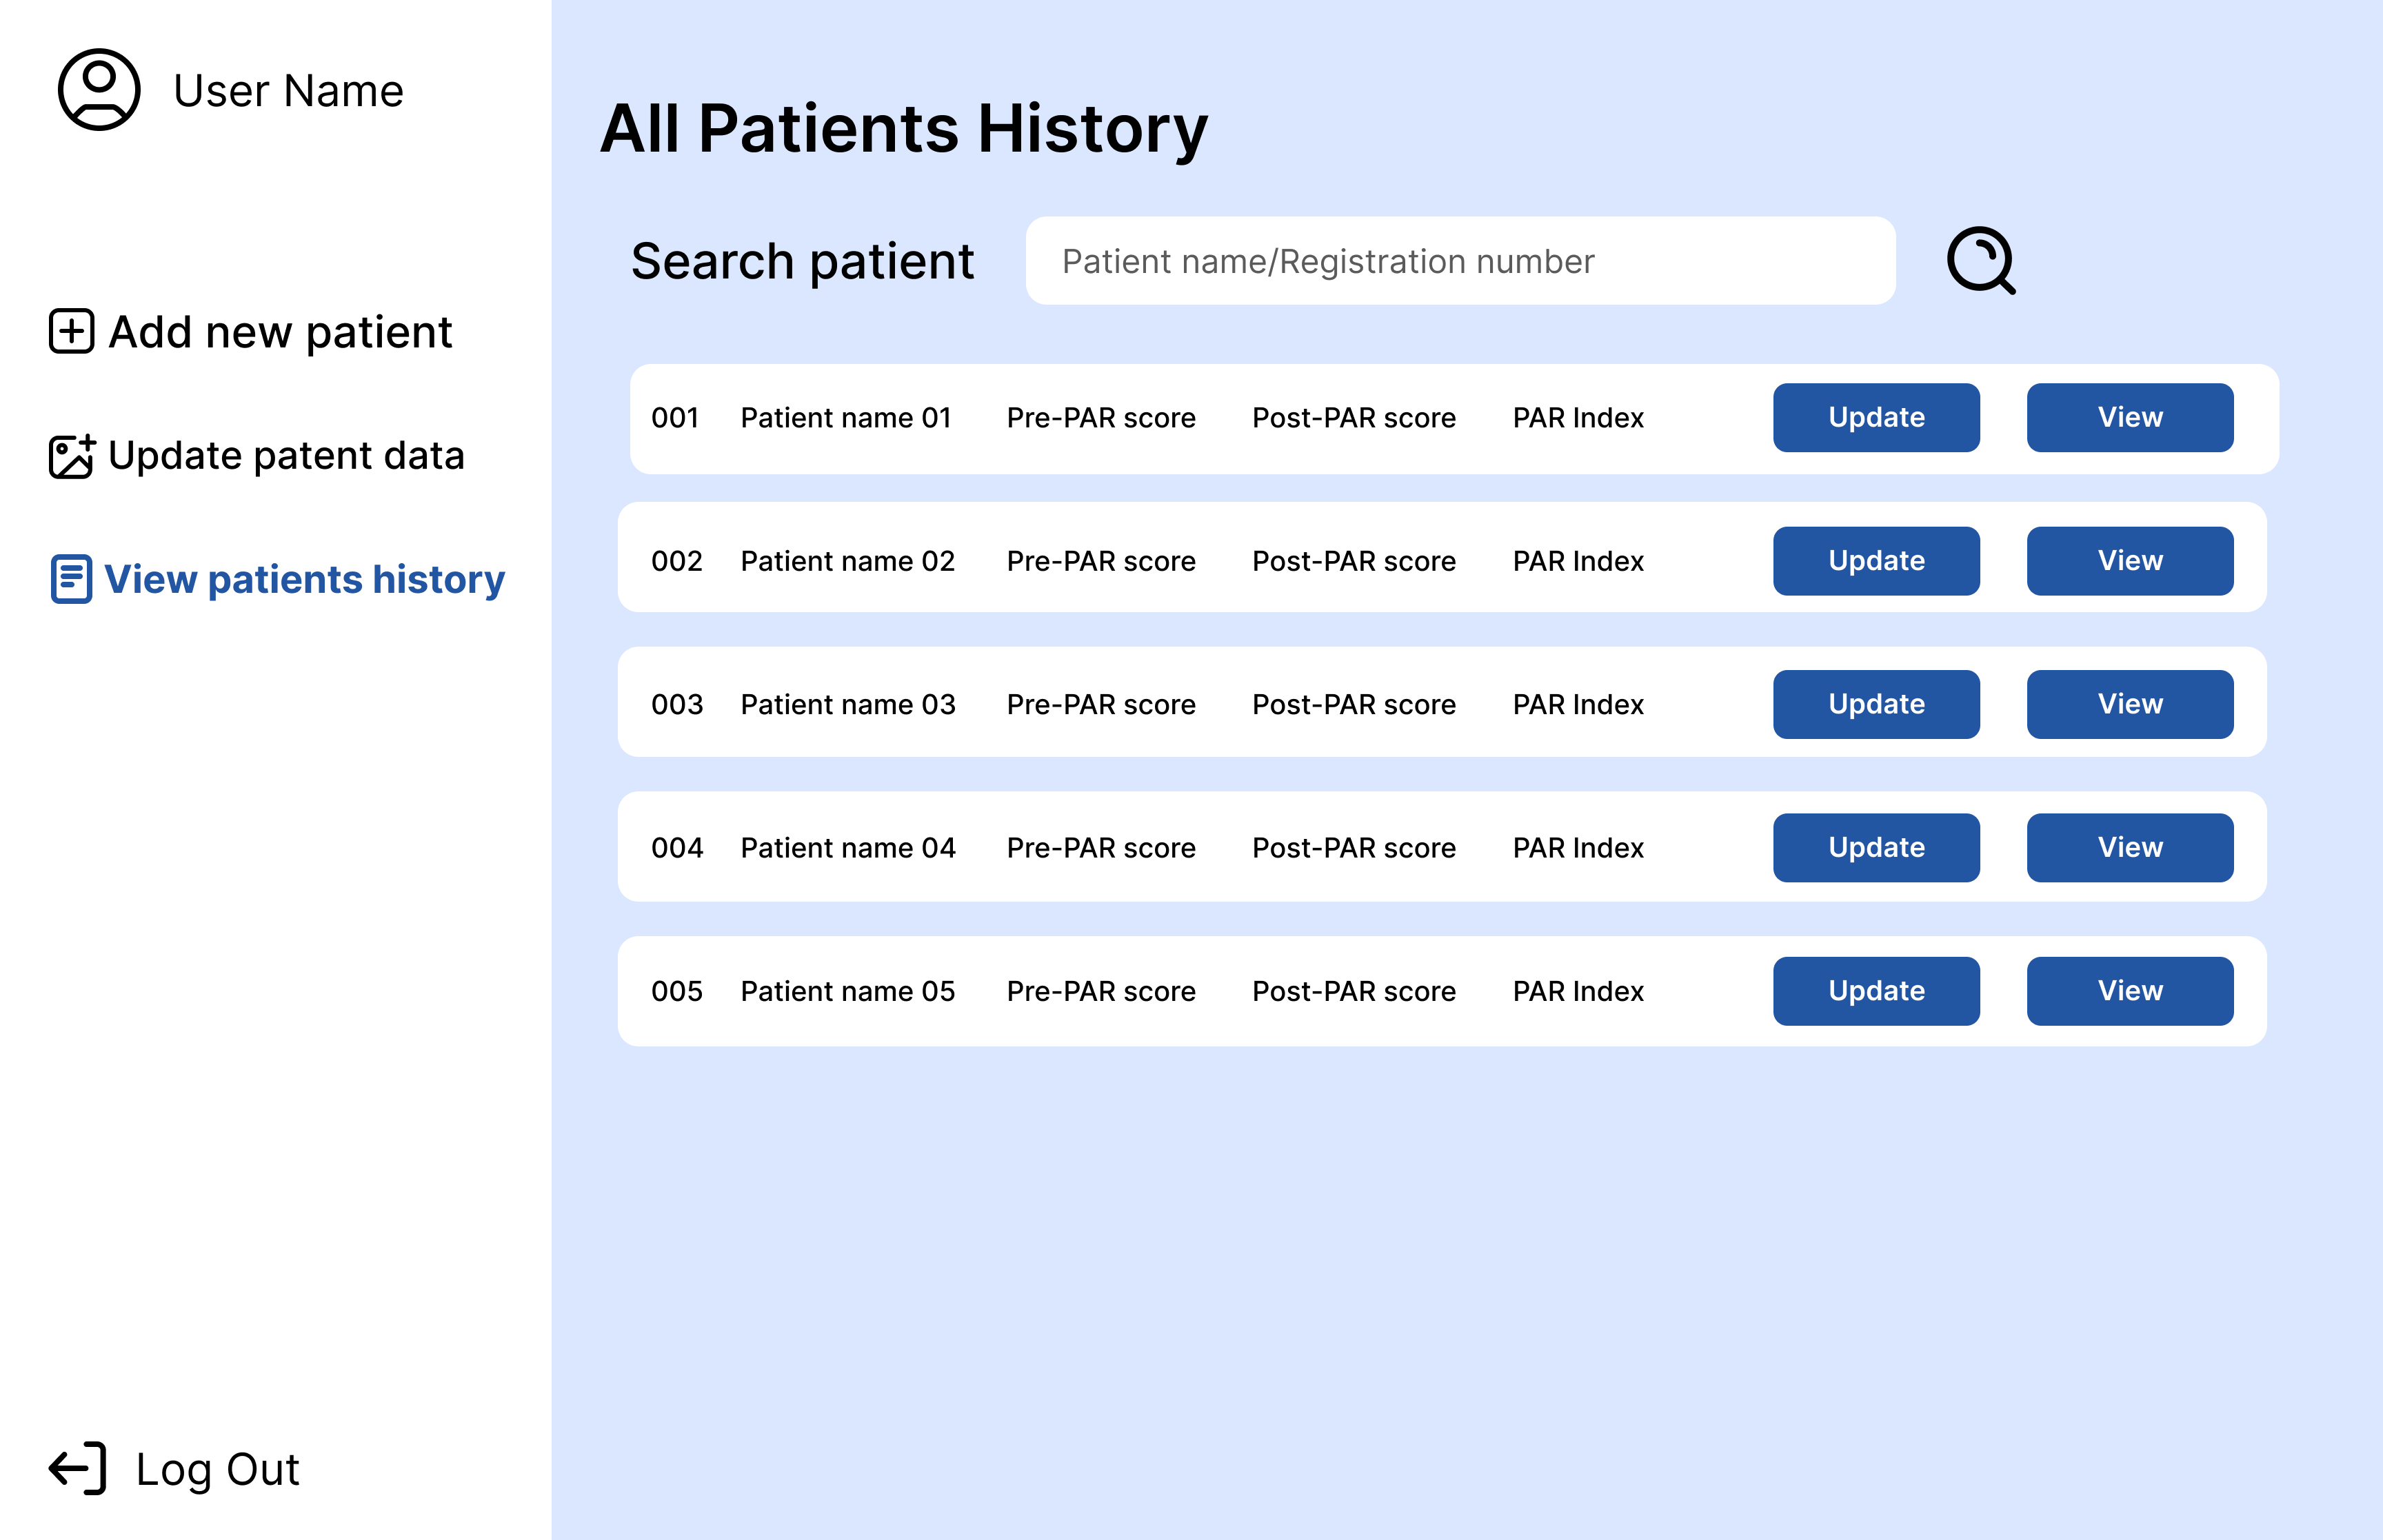 User Name
Add new patient
Update patent data
View patients history
Log Out
All Patients History
Search patient Patient name/Registration number
001 Patient name 01 Pre-PAR score Post-PAR score PAR Index Update View
002 Patient name 02 Pre-PAR score Post-PAR score PAR Index Update View
003 Patient name 03 Pre-PAR score Post-PAR score PAR Index Update View
004 Patient name 04 Pre-PAR score Post-PAR score PAR Index Update View
005 Patient name 05 Pre-PAR score Post-PAR score PAR Index Update View